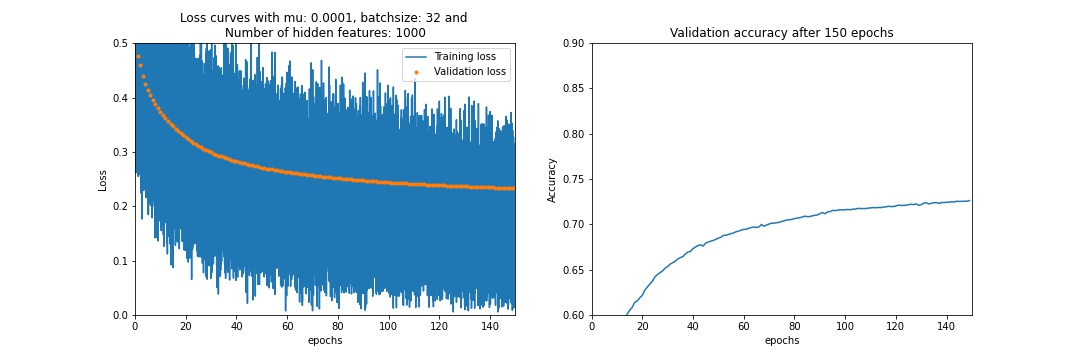 Loss curves with mu: 0.0001, batchsize: 32 and
Number of hidden features: 1000
0.5
0.4
0.3
0.2
0.1
0.0
Loss
Training loss
Validation loss
0 20 40 60 80 100 120 140
epochs
Validation accuracy after 150 epochs
0.90
0.85
0.80
0.75
0.70
0.65
0.60
Accuracy
0 20 40 60 80 100 120 140
epochs